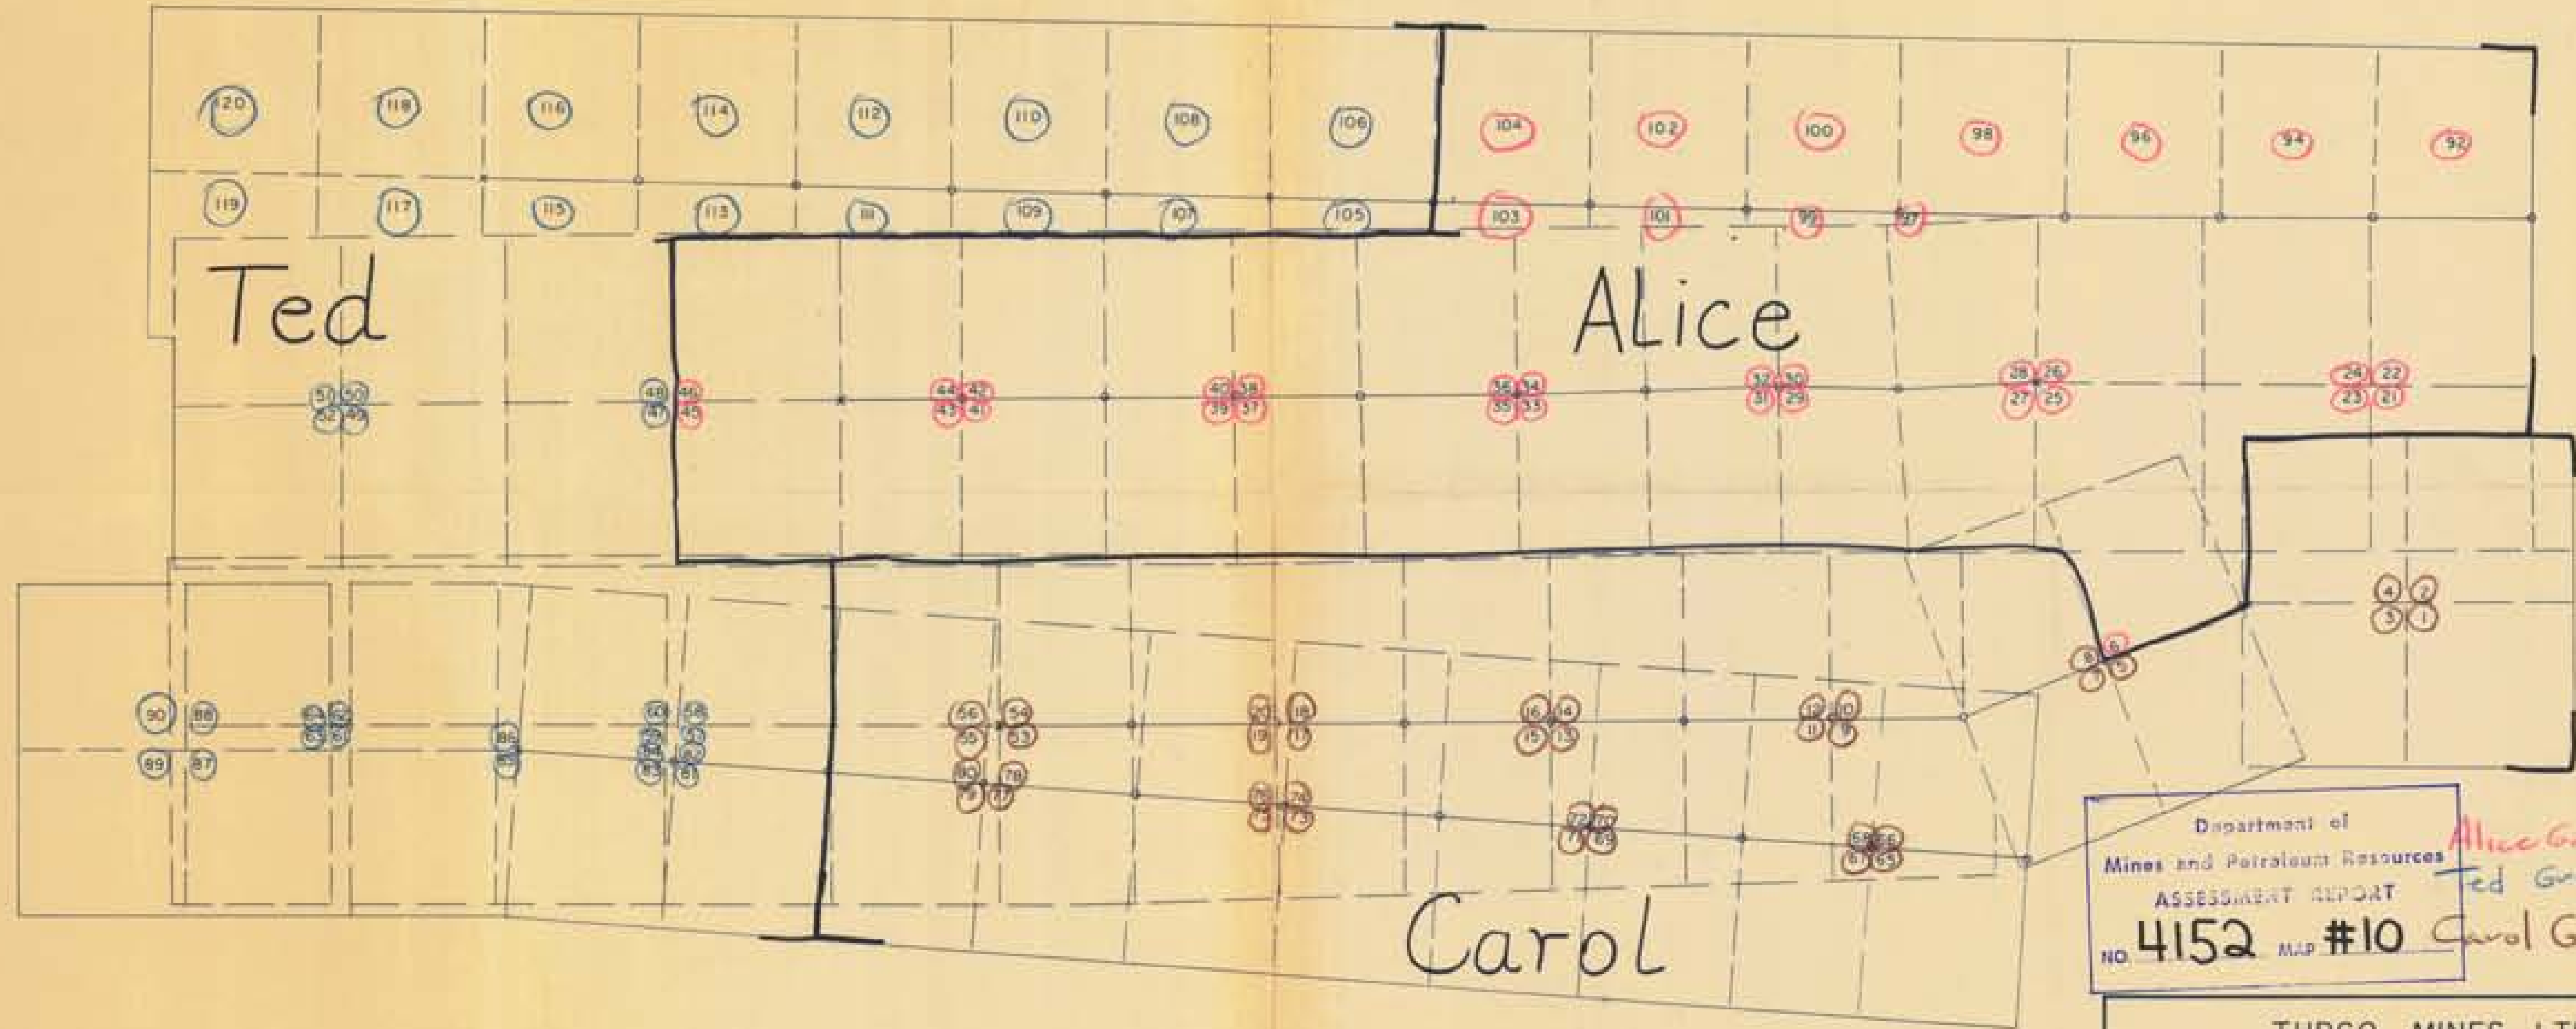 120 118 116 114 112 110 108 106 104 102 100 98 96 94 92
119 117 115 113 111 109 107 105 103 101 99 97
Ted
Alice
51 50 48 46 44 42 40 38 36 34 32 30 28 26 24 22
52 49 47 45 43 41 39 37 35 33 31 29 27 25 23 21
4 2
3 1
6
8 5
7
90 88 60 58 56 54 20 18 16 14 12 10
86 55 53 19 17 15 13 11 9
89 87 80 78
79 77 74 72 70 68 66
73 71 69 67 65
Carol
Department of
Mines and Petroleum Resources
ASSESSMENT REPORT
NO. 4152 MAP #10
Alice
Ted
Carol
MINES